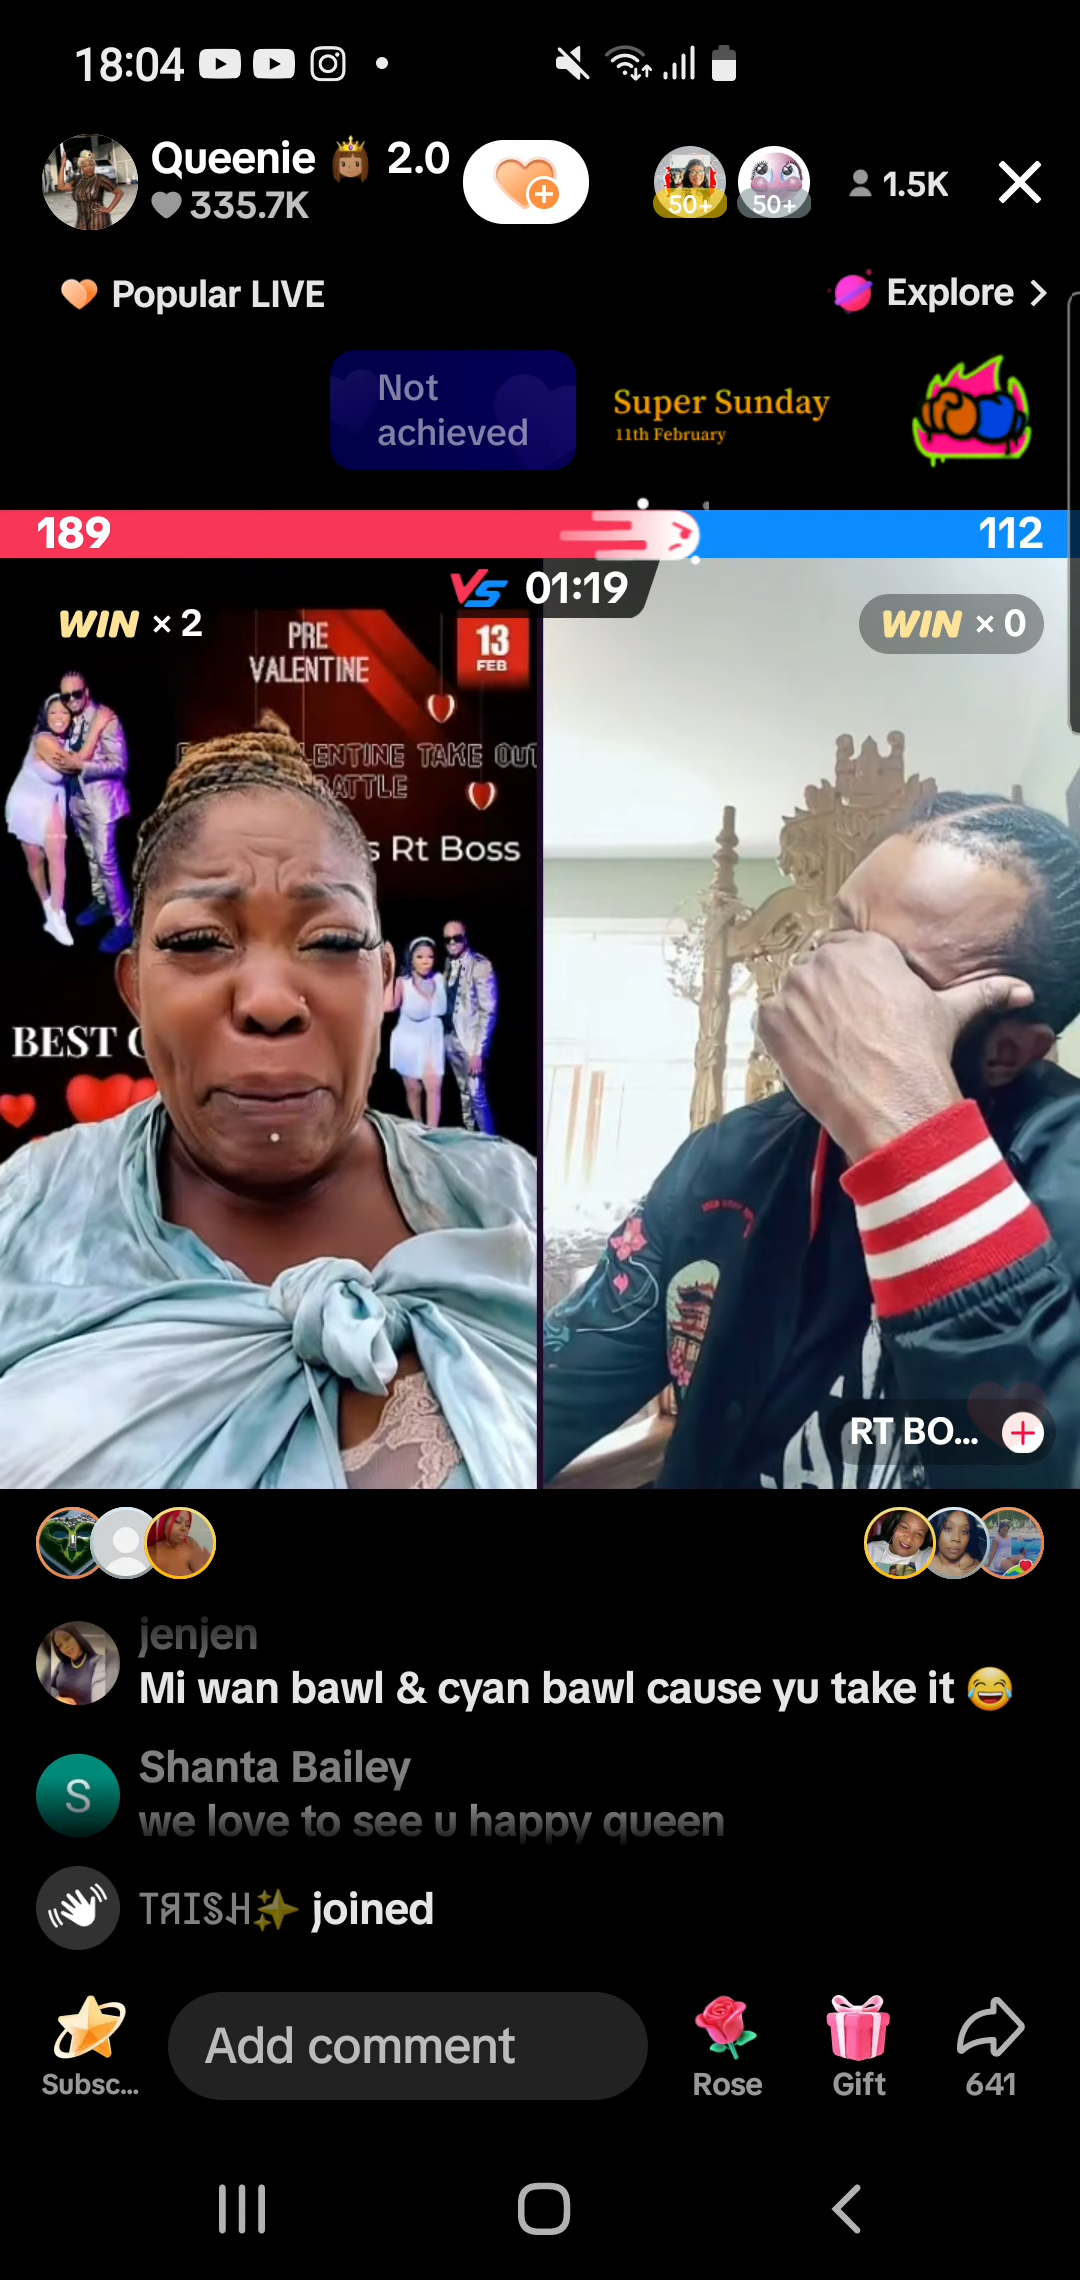 18:04
Queenie 2.0
335.7K
50+
50+
1.5K
Popular LIVE
Explore
Not
achieved
Super Sunday
11th February
189
112
VS 01:19
WIN × 2
WIN × 0
PRE
VALENTINE
13
FEB
ENTINE TAKE OUT
BATTLE
s Rt Boss
BEST
RT BO...
jenjen
Mi wan bawl & cyan bawl cause yu take it 😂
S
Shanta Bailey
we love to see u happy queen
TЯISH✨ joined
Subsc...
Add comment
Rose
Gift
641